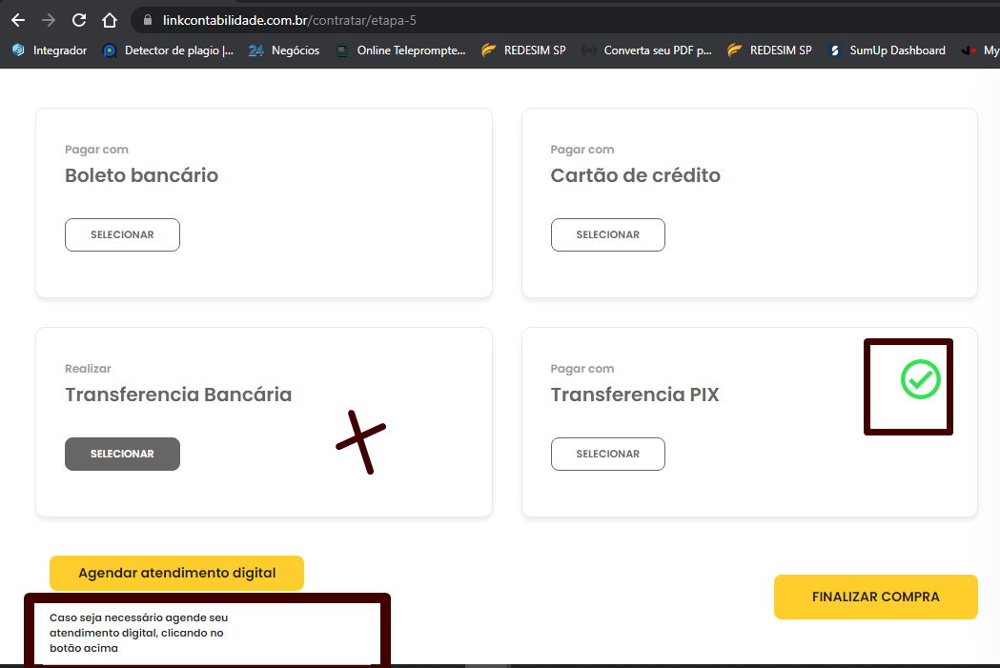 linkcontabilidade.com.br/contratar/etapa-5
Integrador Detector de plagio |... 24 Negócios Online Teleprompte... REDESIM SP Converta seu PDF p... REDESIM SP S SumUp Dashboard My
Pagar com
Boleto bancário
SELECIONAR
Pagar com
Cartão de crédito
SELECIONAR
Realizar
Transferencia Bancária
SELECIONAR
Pagar com
Transferencia PIX
SELECIONAR
Agendar atendimento digital
Caso seja necessário agende seu
atendimento digital, clicando no
botão acima
FINALIZAR COMPRA